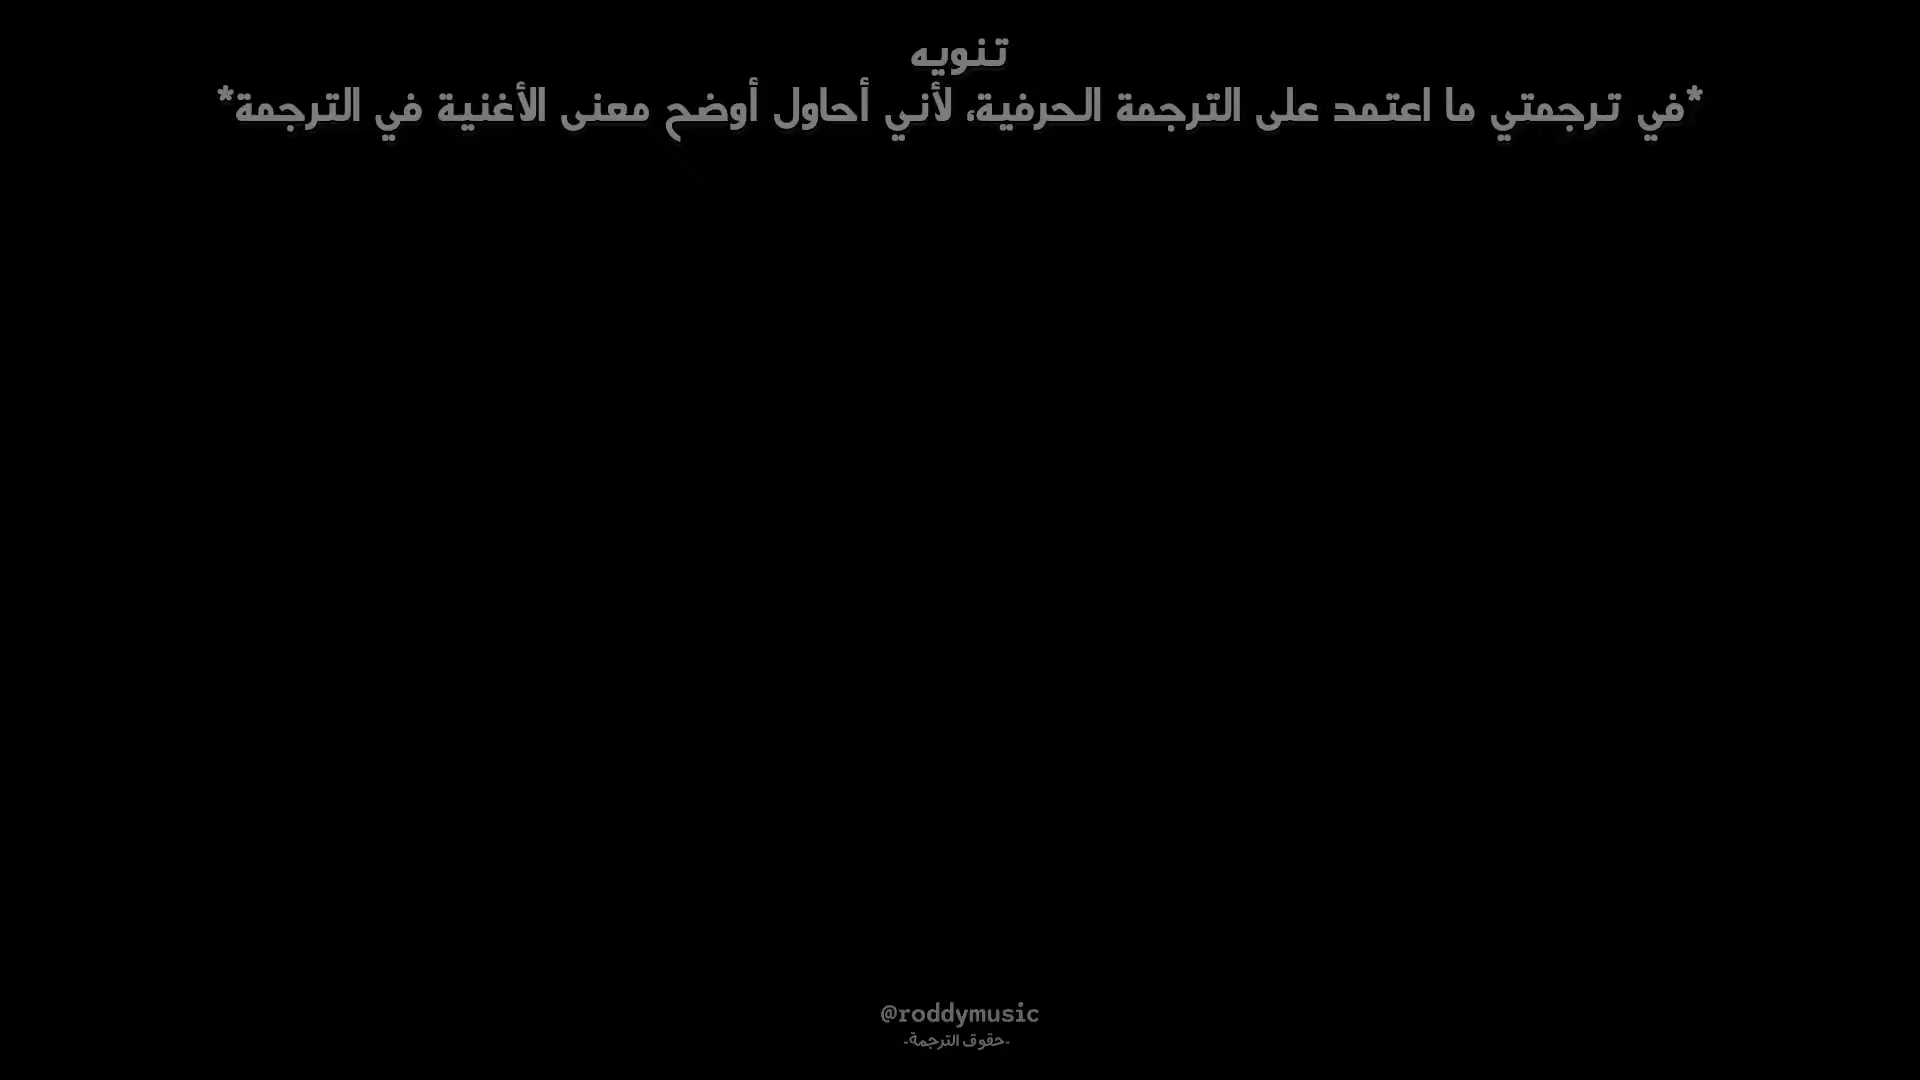 تنويه
*في ترجمتي ما اعتمد على الترجمة الحرفية، لأني أحاول أوضح معنى الأغنية في الترجمة*
@roddymusic
-حقوق الترجمة-